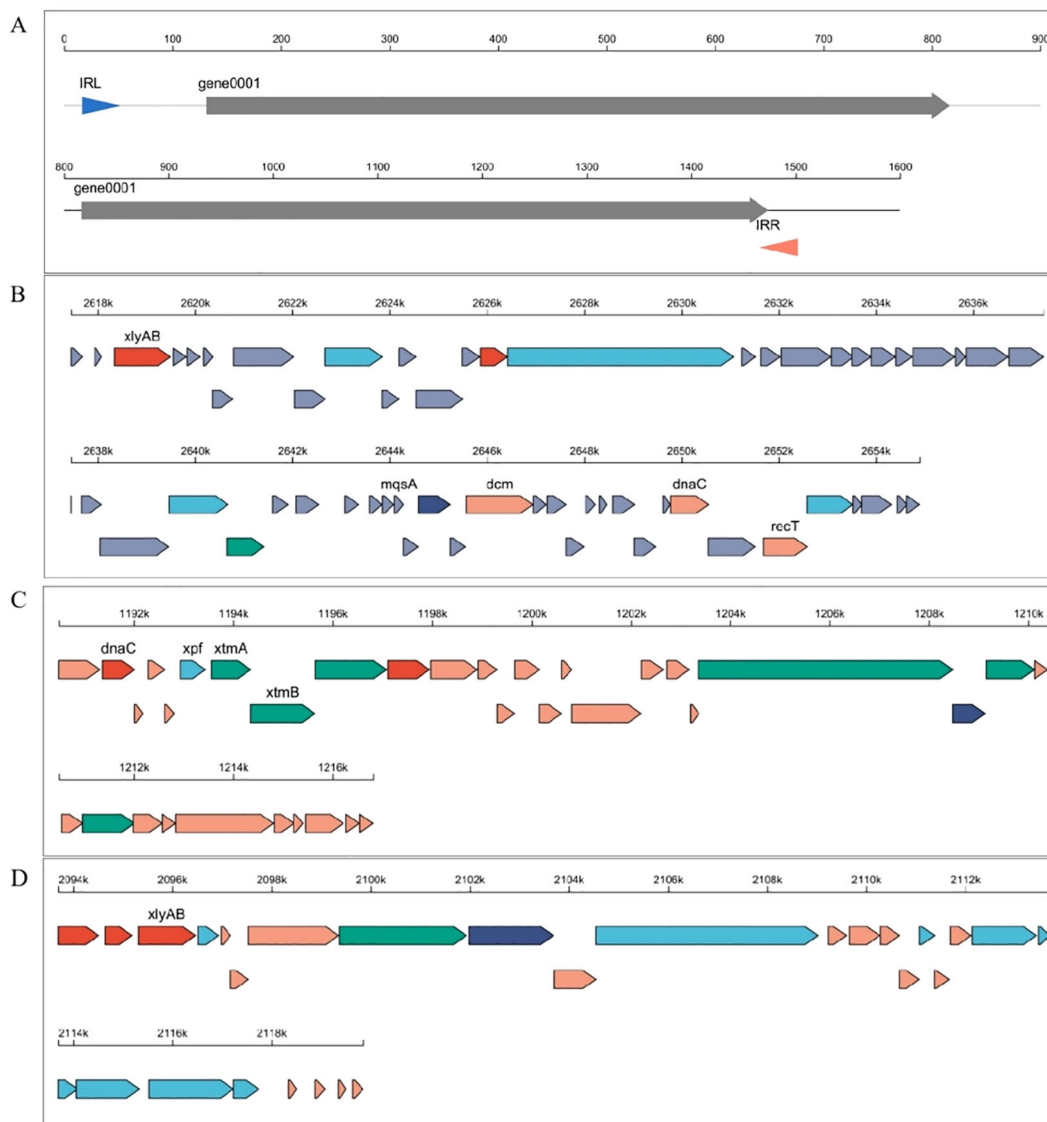 A
0 100 200 300 400 500 600 700 800 900
IRL gene0001
800 900 1000 1100 1200 1300 1400 1500 1600
gene0001
IRR
B
2618k 2620k 2622k 2624k 2626k 2628k 2630k 2632k 2634k 2636k
xlyAB
2638k 2640k 2642k 2644k 2646k 2648k 2650k 2652k 2654k
mqsA dcm dnaC
recT
C
1192k 1194k 1196k 1198k 1200k 1202k 1204k 1206k 1208k 1210k
dnaC xpf xtmA
xtmB
1212k 1214k 1216k
D
2094k 2096k 2098k 2100k 2102k 2104k 2106k 2108k 2110k 2112k
xlyAB
2114k 2116k 2118k